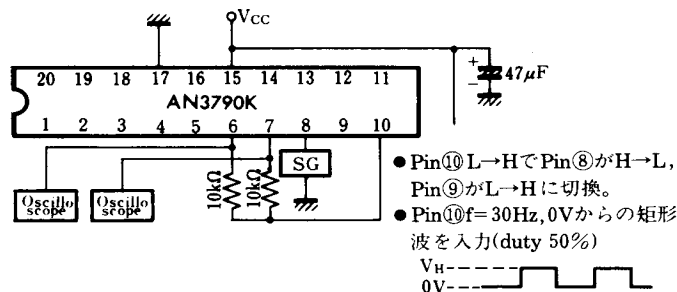 VCC
20 19 18 17 16 15 14 13 12 11
AN3790K
1 2 3 4 5 6 7 8 9 10
+
−
47μF
10kΩ
10kΩ
SG
Oscillo scope
Oscillo scope
●Pin⑩ L→HでPin⑧がH→L,
Pin⑨がL→Hに切換。
●Pin⑩f=30Hz, 0Vからの矩形
波を入力(duty 50%)
VH
0V